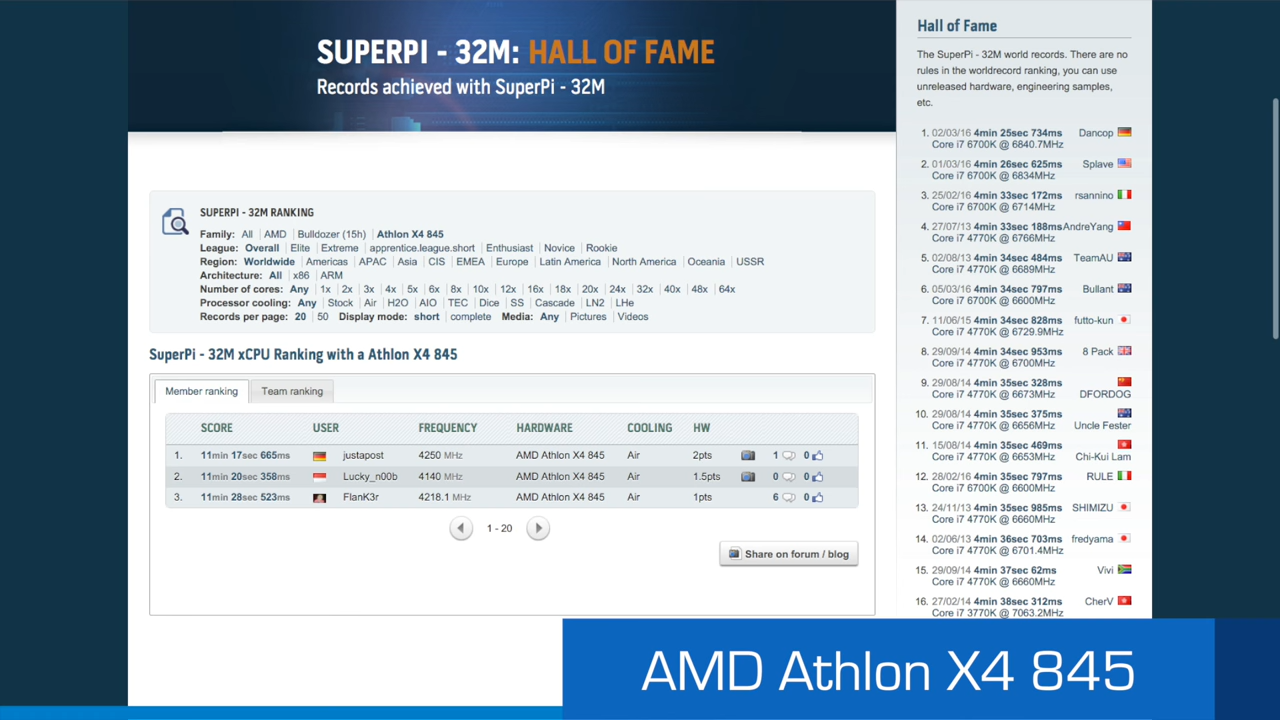 SUPERPI - 32M: HALL OF FAME
Records achieved with SuperPi - 32M
SUPERPI - 32M RANKING
Family: All | AMD | Bulldozer (15h) | Athlon X4 845
League: Overall | Elite | Extreme | apprentice.league.short | Enthusiast | Novice | Rookie
Region: Worldwide | Americas | APAC | Asia | CIS | EMEA | Europe | Latin America | North America | Oceania | USSR
Architecture: All | x86 | ARM
Number of cores: Any | 1x | 2x | 3x | 4x | 5x | 6x | 8x | 10x | 12x | 16x | 18x | 20x | 24x | 32x | 40x | 48x | 64x
Processor cooling: Any | Stock | Air | H2O | AIO | TEC | Dice | SS | Cascade | LN2 | LHe
Records per page: 20 | 50 Display mode: short | complete Media: Any | Pictures | Videos
SuperPi - 32M xCPU Ranking with a Athlon X4 845
Member ranking Team ranking
SCORE USER FREQUENCY HARDWARE COOLING HW
1. 11min 17sec 665ms justapost 4250 MHz AMD Athlon X4 845 Air 2pts 1 0
2. 11min 20sec 358ms Lucky_n00b 4140 MHz AMD Athlon X4 845 Air 1.5pts 0 0
3. 11min 28sec 523ms FlanK3r 4218.1 MHz AMD Athlon X4 845 Air 1pts 6 0
1 - 20
Share on forum / blog
Hall of Fame
The SuperPi - 32M world records. There are no
rules in the worldrecord ranking, you can use
unreleased hardware, engineering samples,
etc.
1. 02/03/16 4min 25sec 734ms Dancop
Core i7 6700K @ 6840.7MHz
2. 01/03/16 4min 26sec 625ms Splave
Core i7 6700K @ 6834MHz
3. 25/02/16 4min 33sec 172ms rsannino
Core i7 6700K @ 6714MHz
4. 27/07/13 4min 33sec 188ms AndreYang
Core i7 4770K @ 6766MHz
5. 02/08/13 4min 34sec 484ms TeamAU
Core i7 4770K @ 6689MHz
6. 05/03/16 4min 34sec 797ms Bullant
Core i7 6700K @ 6600MHz
7. 11/06/15 4min 34sec 828ms futto-kun
Core i7 4770K @ 6729.9MHz
8. 29/09/14 4min 34sec 953ms 8 Pack
Core i7 4770K @ 6700MHz
9. 29/08/14 4min 35sec 328ms
Core i7 4770K @ 6673MHz DFORDOG
10. 29/08/14 4min 35sec 375ms
Core i7 4770K @ 6656MHz Uncle Fester
11. 15/08/14 4min 35sec 469ms
Core i7 4770K @ 6653MHz Chi-Kui Lam
12. 28/02/16 4min 35sec 797ms RULE
Core i7 6700K @ 6600MHz
13. 24/11/13 4min 35sec 985ms SHIMIZU
Core i7 4770K @ 6660MHz
14. 02/06/13 4min 36sec 703ms fredyama
Core i7 4770K @ 6701.4MHz
15. 29/09/14 4min 37sec 62ms Vivi
Core i7 4770K @ 6660MHz
16. 27/02/14 4min 38sec 312ms CherV
Core i7 3770K @ 7063.2MHz
AMD Athlon X4 845